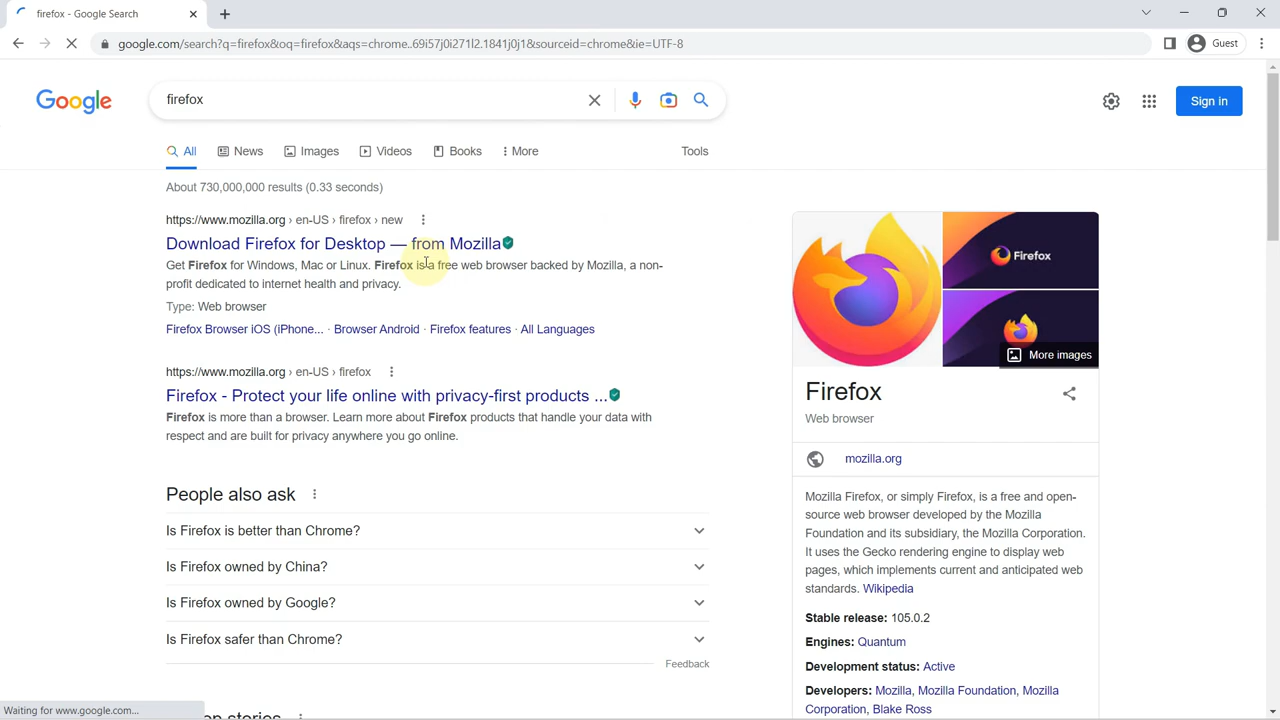 firefox - Google Search
google.com/search?q=firefox&oq=firefox&aqs=chrome..69i57j0i271l2.1841j0j1&sourceid=chrome&ie=UTF-8
Guest
Google
firefox
Sign in
All
News
Images
Videos
Books
More
Tools
About 730,000,000 results (0.33 seconds)
https://www.mozilla.org › en-US › firefox › new
Download Firefox for Desktop — from Mozilla
Get Firefox for Windows, Mac or Linux. Firefox is a free web browser backed by Mozilla, a non-
profit dedicated to internet health and privacy.
Type: Web browser
Firefox Browser iOS (iPhone... · Browser Android · Firefox features · All Languages
https://www.mozilla.org › en-US › firefox
Firefox - Protect your life online with privacy-first products ...
Firefox is more than a browser. Learn more about Firefox products that handle your data with
respect and are built for privacy anywhere you go online.
People also ask
Is Firefox is better than Chrome?
Is Firefox owned by China?
Is Firefox owned by Google?
Is Firefox safer than Chrome?
Feedback
Firefox
More images
Firefox
Web browser
mozilla.org
Mozilla Firefox, or simply Firefox, is a free and open-
source web browser developed by the Mozilla
Foundation and its subsidiary, the Mozilla Corporation.
It uses the Gecko rendering engine to display web
pages, which implements current and anticipated web
standards. Wikipedia
Stable release: 105.0.2
Engines: Quantum
Development status: Active
Developers: Mozilla, Mozilla Foundation, Mozilla
Corporation, Blake Ross
Waiting for www.google.com...
stories